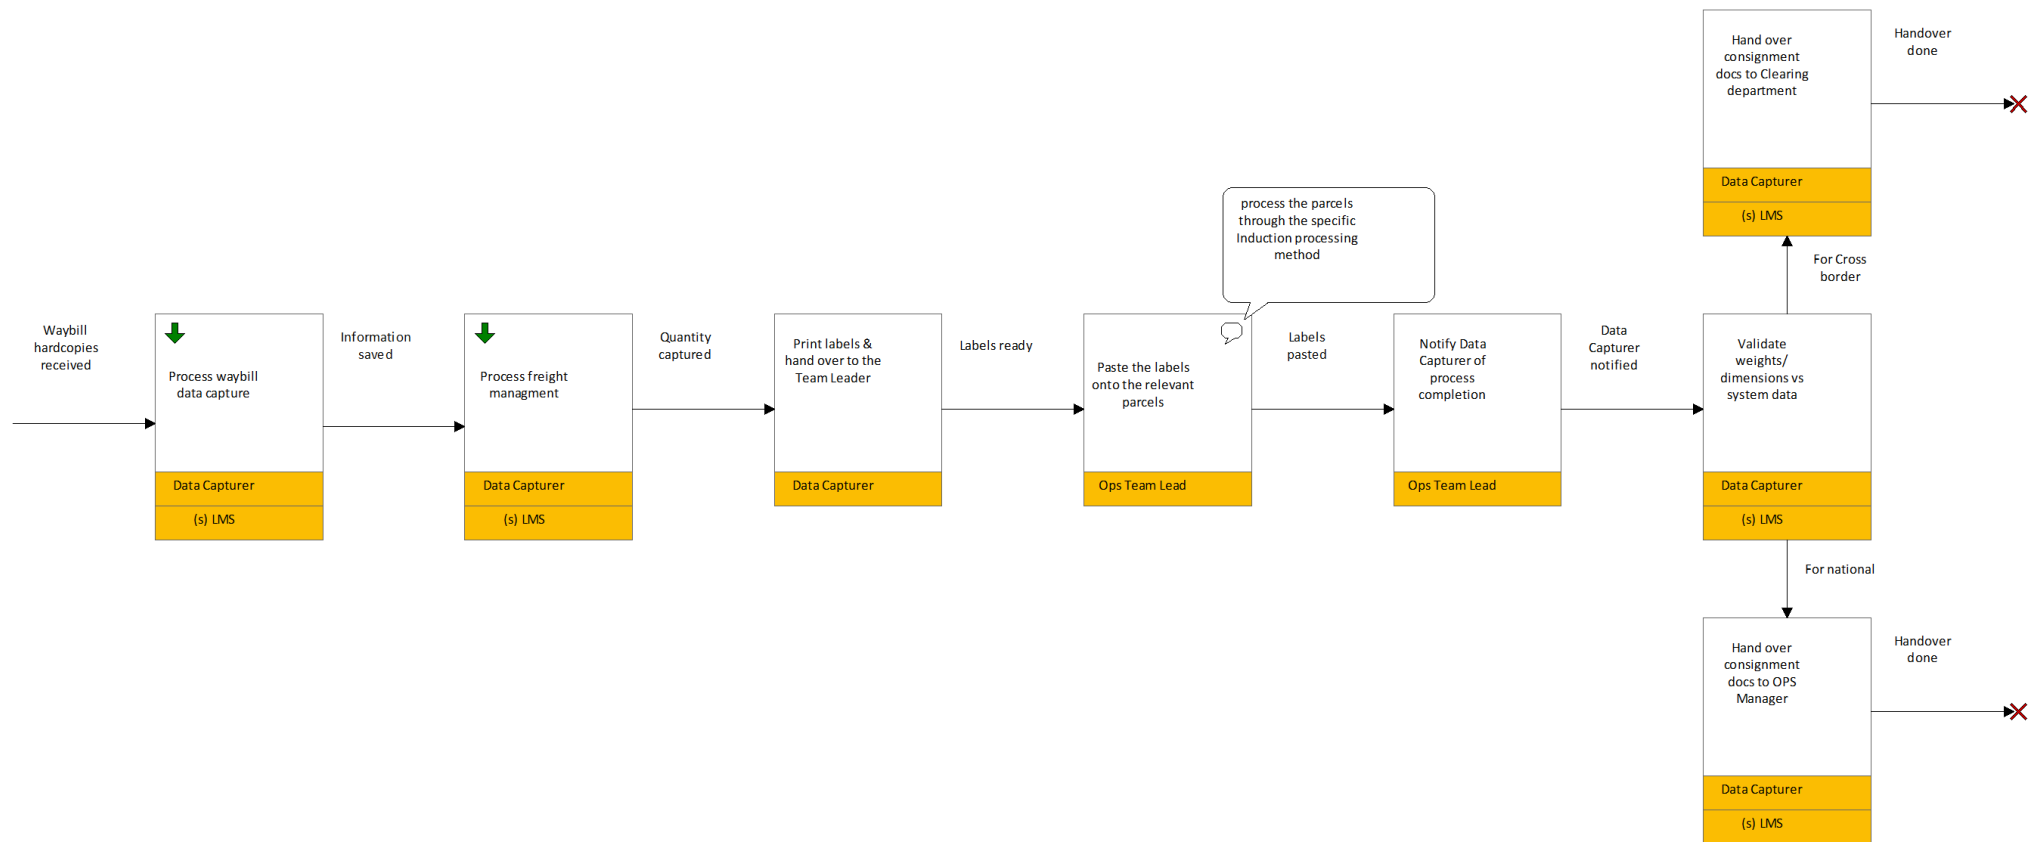 Waybill
hardcopies
received
Process waybill
data capture
Data Capturer
(s) LMS
Information
saved
Process freight
managment
Data Capturer
(s) LMS
Quantity
captured
Print labels &
hand over to the
Team Leader
Data Capturer
Labels ready
process the parcels
through the specific
Induction processing
method
Paste the labels
onto the relevant
parcels
Ops Team Lead
Labels
pasted
Notify Data
Capturer of
process
completion
Ops Team Lead
Data
Capturer
notified
Validate
weights/
dimensions vs
system data
Data Capturer
(s) LMS
For Cross
border
Hand over
consignment
docs to Clearing
department
Data Capturer
(s) LMS
Handover
done
For national
Hand over
consignment
docs to OPS
Manager
Data Capturer
(s) LMS
Handover
done